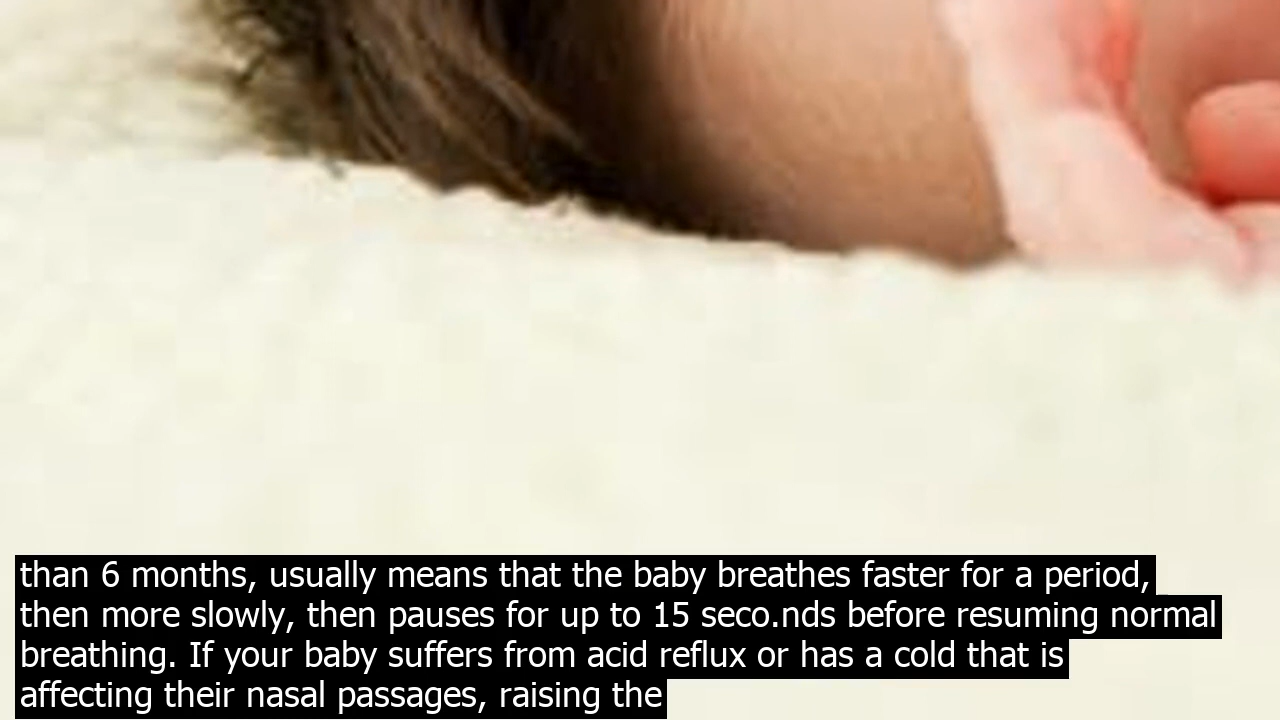 than 6 months, usually means that the baby breathes faster for a period,
then more slowly, then pauses for up to 15 seco.nds before resuming normal
breathing. If your baby suffers from acid reflux or has a cold that is
affecting their nasal passages, raising the